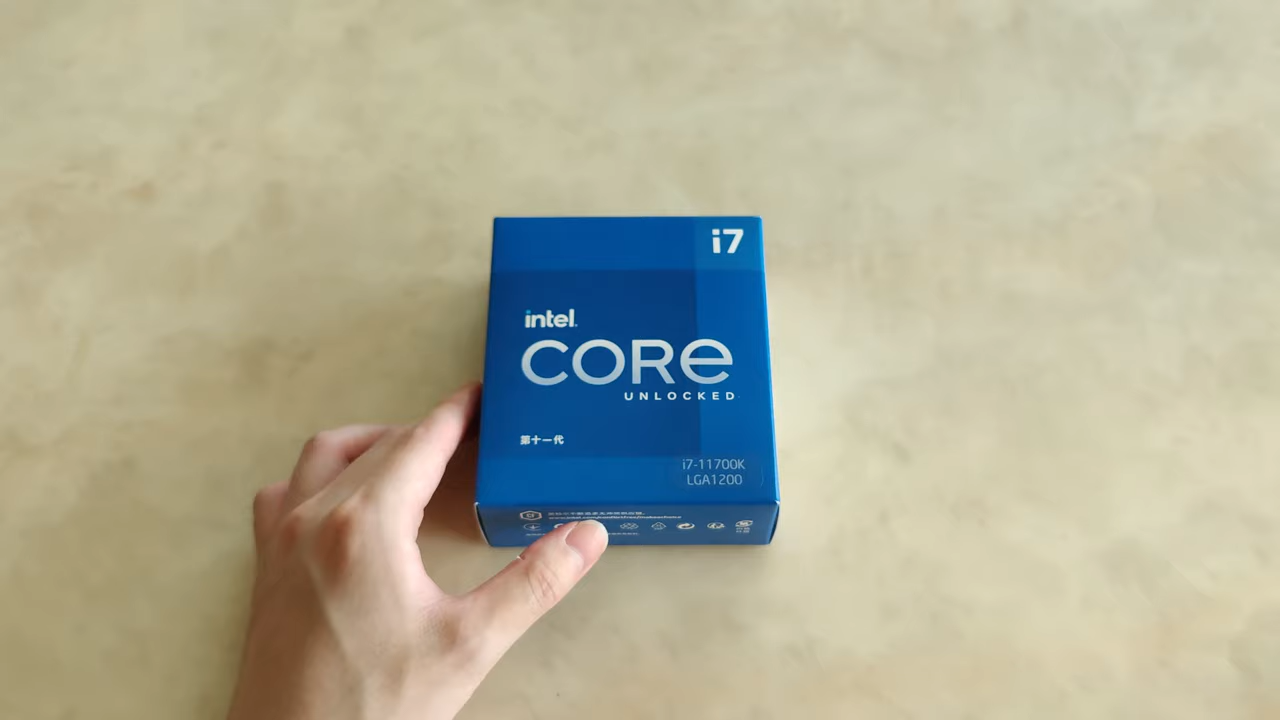 i7
intel.
CORE
UNLOCKED
第十一代
i7-11700K
LGA1200